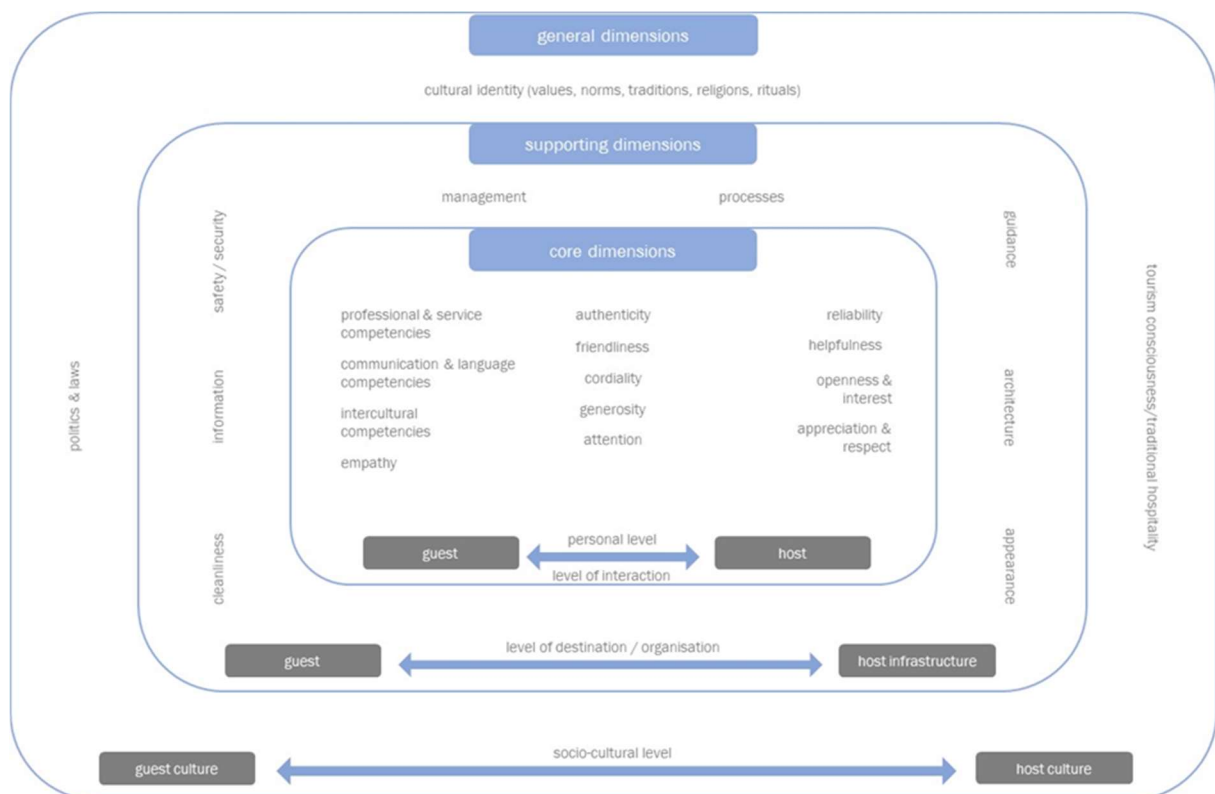 general dimensions
cultural identity (values, norms, traditions, religions, rituals)
supporting dimensions
management
processes
core dimensions
safety / security
information
cleanliness
politics & laws
professional & service
competencies
communication & language
competencies
intercultural
competencies
empathy
authenticity
friendliness
cordiality
generosity
attention
reliability
helpfulness
openness &
interest
appreciation &
respect
guidance
architecture
appearance
tourism consciousness/traditional hospitality
guest
personal level
level of interaction
host
guest
level of destination / organisation
host infrastructure
guest culture
socio-cultural level
host culture